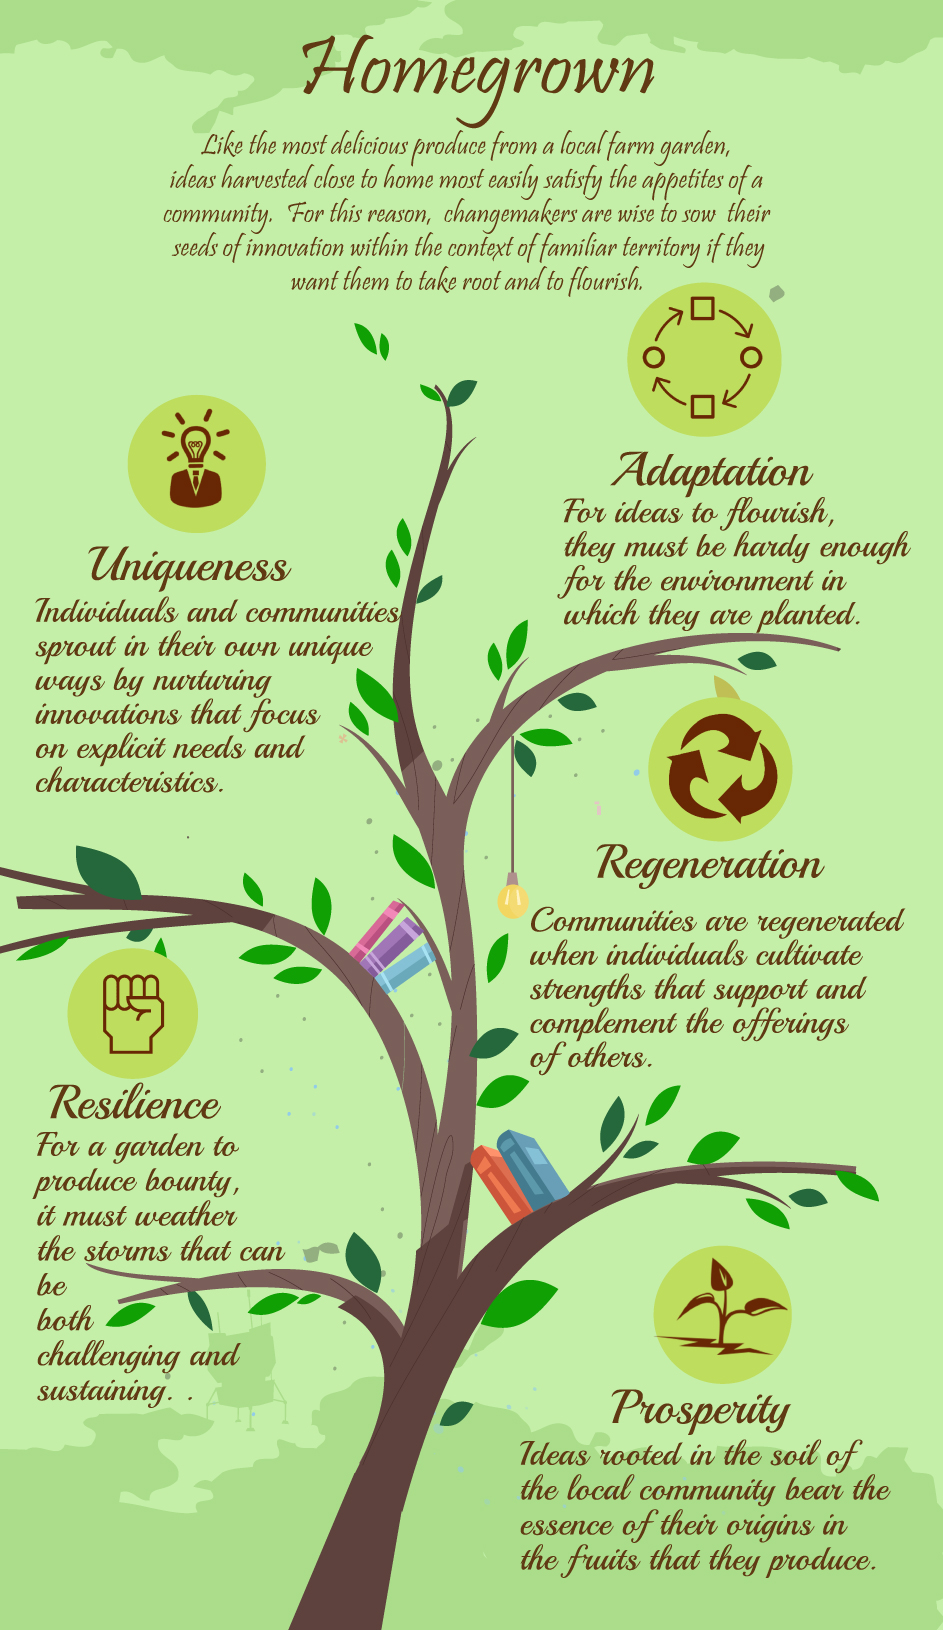 Homegrown
Like the most delicious produce from a local farm garden,
ideas harvested close to home most easily satisfy the appetites of a
community. For this reason, changemakers are wise to sow their
seeds of innovation within the context of familiar territory if they
want them to take root and to flourish.
Adaptation
For ideas to flourish,
they must be hardy enough
for the environment in
which they are planted.
Uniqueness
Individuals and communities
sprout in their own unique
ways by nurturing
innovations that focus
on explicit needs and
characteristics.
Regeneration
Communities are regenerated
when individuals cultivate
strengths that support and
complement the offerings
of others.
Resilience
For a garden to
produce bounty,
it must weather
the storms that can
be
both
challenging and
sustaining. .
Prosperity
Ideas rooted in the soil of
the local community bear the
essence of their origins in
the fruits that they produce.